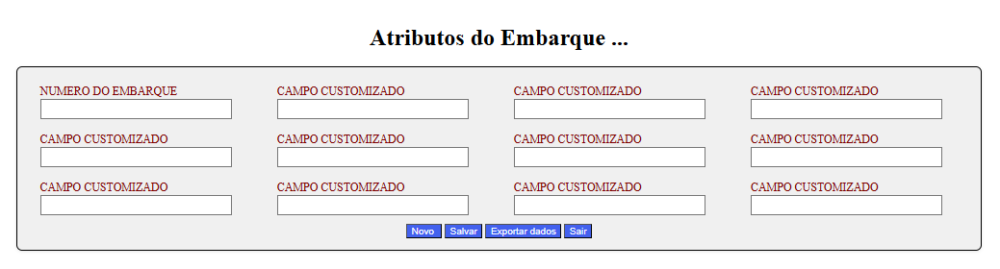 Atributos do Embarque ...
NUMERO DO EMBARQUE CAMPO CUSTOMIZADO CAMPO CUSTOMIZADO CAMPO CUSTOMIZADO
CAMPO CUSTOMIZADO CAMPO CUSTOMIZADO CAMPO CUSTOMIZADO CAMPO CUSTOMIZADO
CAMPO CUSTOMIZADO CAMPO CUSTOMIZADO CAMPO CUSTOMIZADO CAMPO CUSTOMIZADO
Novo Salvar Exportar dados Sair